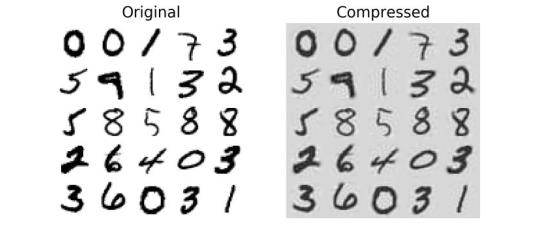 Original Compressed
0 0 1 7 3 0 0 1 7 3
5 9 1 3 2 5 9 1 3 2
5 8 5 8 8 5 8 5 8 8
2 6 4 0 3 2 6 4 0 3
3 6 0 3 1 3 6 0 3 1